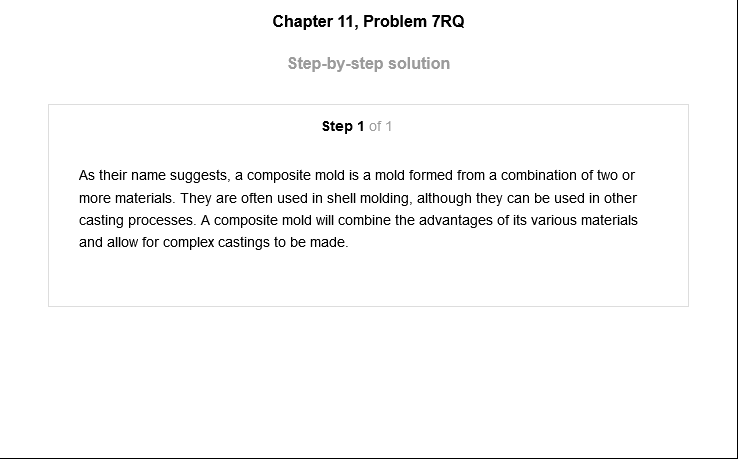 Chapter 11, Problem 7RQ
Step-by-step solution
Step 1 of 1
As their name suggests, a composite mold is a mold formed from a combination of two or
more materials. They are often used in shell molding, although they can be used in other
casting processes. A composite mold will combine the advantages of its various materials
and allow for complex castings to be made.